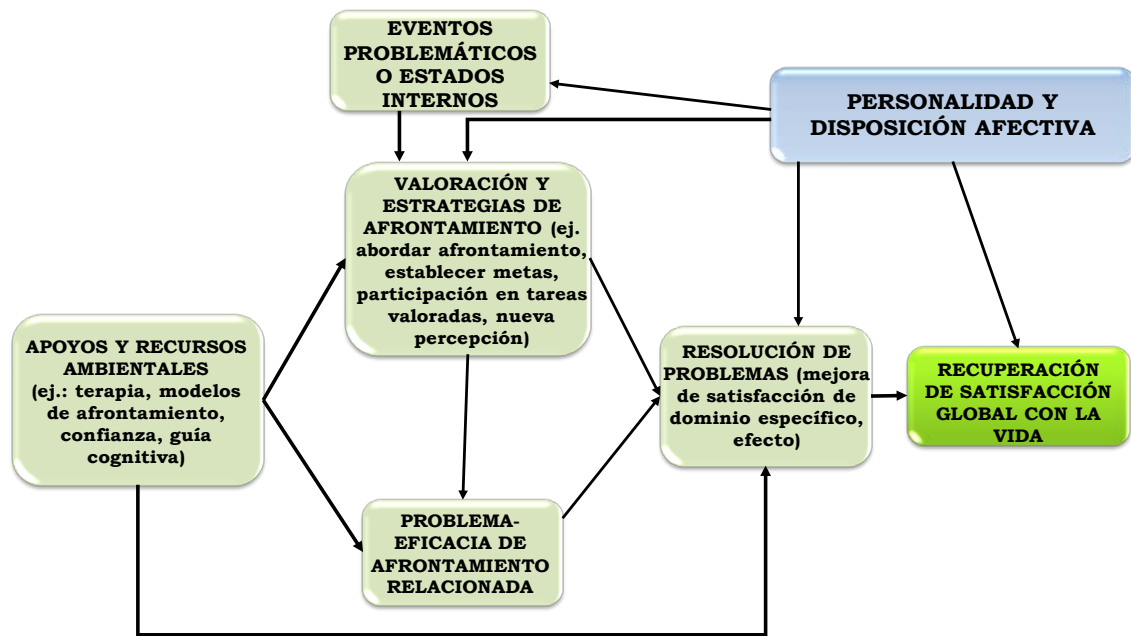 EVENTOS
PROBLEMÁTICOS
O ESTADOS
INTERNOS
PERSONALIDAD Y
DISPOSICIÓN AFECTIVA
VALORACIÓN Y
ESTRATEGIAS DE
AFRONTAMIENTO (ej.
abordar afrontamiento,
establecer metas,
participación en tareas
valoradas, nueva
percepción)
APOYOS Y RECURSOS
AMBIENTALES
(ej.: terapia, modelos
de afrontamiento,
confianza, guía
cognitiva)
RESOLUCIÓN DE
PROBLEMAS (mejora
de satisfacción de
dominio específico,
efecto)
RECUPERACIÓN
DE SATISFACCIÓN
GLOBAL CON LA
VIDA
PROBLEMA-
EFICACIA DE
AFRONTAMIENTO
RELACIONADA